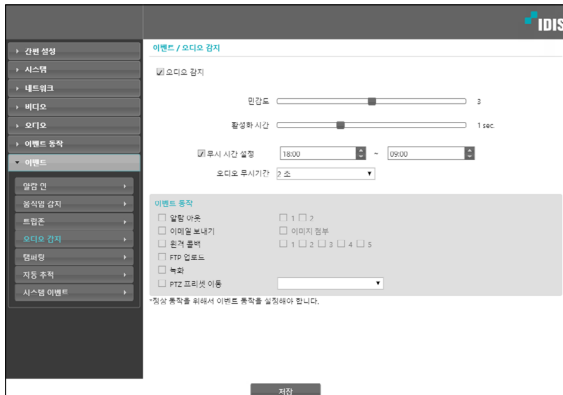 IDIS
간편 설정
시스템
네트워크
비디오
오디오
이벤트 동작
이벤트
알람 인
움직임 감지
트립존
오디오 감지
탬퍼링
자동 추적
시스템 이벤트
이벤트 / 오디오 감지
오디오 감지
민감도 3
활성화 시간 1 sec
무시 시간 설정 18:00 ~ 09:00
오디오 무시기간 2 초
이벤트 동작
알람 아웃 1 2
이메일 보내기 이미지 첨부
원격 콜백 1 2 3 4 5
FTP 업로드
녹화
PTZ 프리셋 이동
*정상 동작을 위해서 이벤트 동작을 설정해야 합니다.
저장